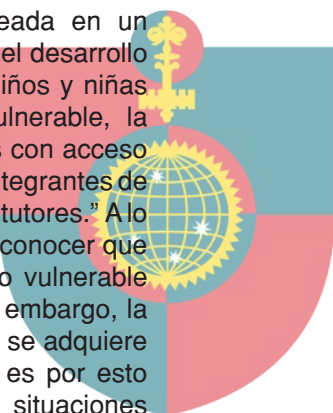 eada en un
el desarrollo
iños y niñas
ulnerable, la
s con acceso
ntegrantes de
tutores.” A lo
conocer que
o vulnerable
embargo, la
se adquiere
es por esto
situaciones